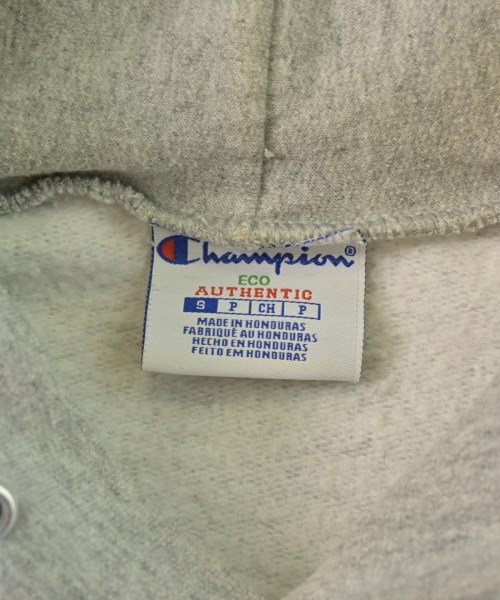 Champion®
ECO
AUTHENTIC
S P CH P
MADE IN HONDURAS
FABRIQUÉ AU HONDURAS
HECHO EN HONDURAS
FEITO EM HONDURAS